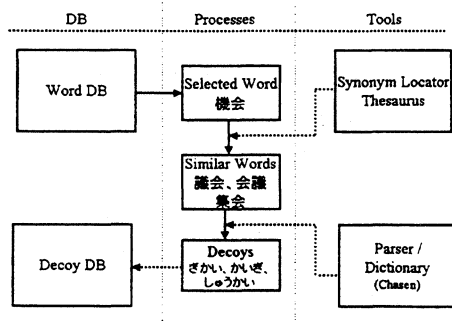 DB
Processes
Tools
Word DB
Selected Word
機会
Synonym Locator
Thesaurus
Similar Words
議会、会議
集会
Decoy DB
Decoys
ざかい、かいぎ、
しゅうかい
Parser /
Dictionary
(Chasen)